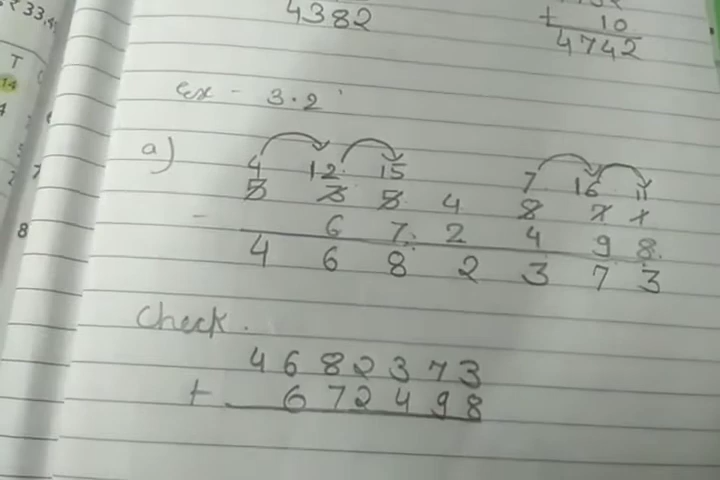 4382
+ 10
4742
Ex - 3.2
a)
4 12 15 7 16 11
5 3 5 4 8 7 1
- 6 7 2 4 9 8
4 6 8 2 3 7 3
Check.
4 6 8 2 3 7 3
+ 6 7 2 4 9 8